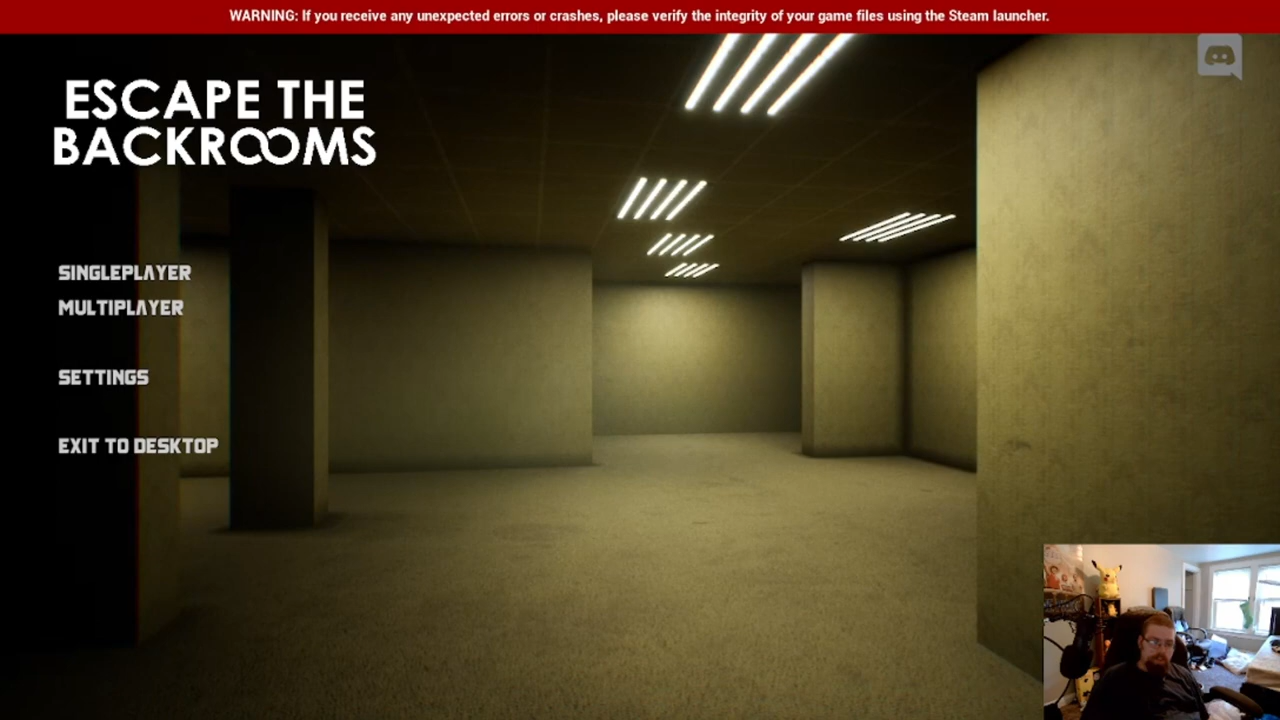 WARNING: If you receive any unexpected errors or crashes, please verify the integrity of your game files using the Steam launcher.
ESCAPE THE
BACKROOMS
SINGLEPLAYER
MULTIPLAYER
SETTINGS
EXIT TO DESKTOP